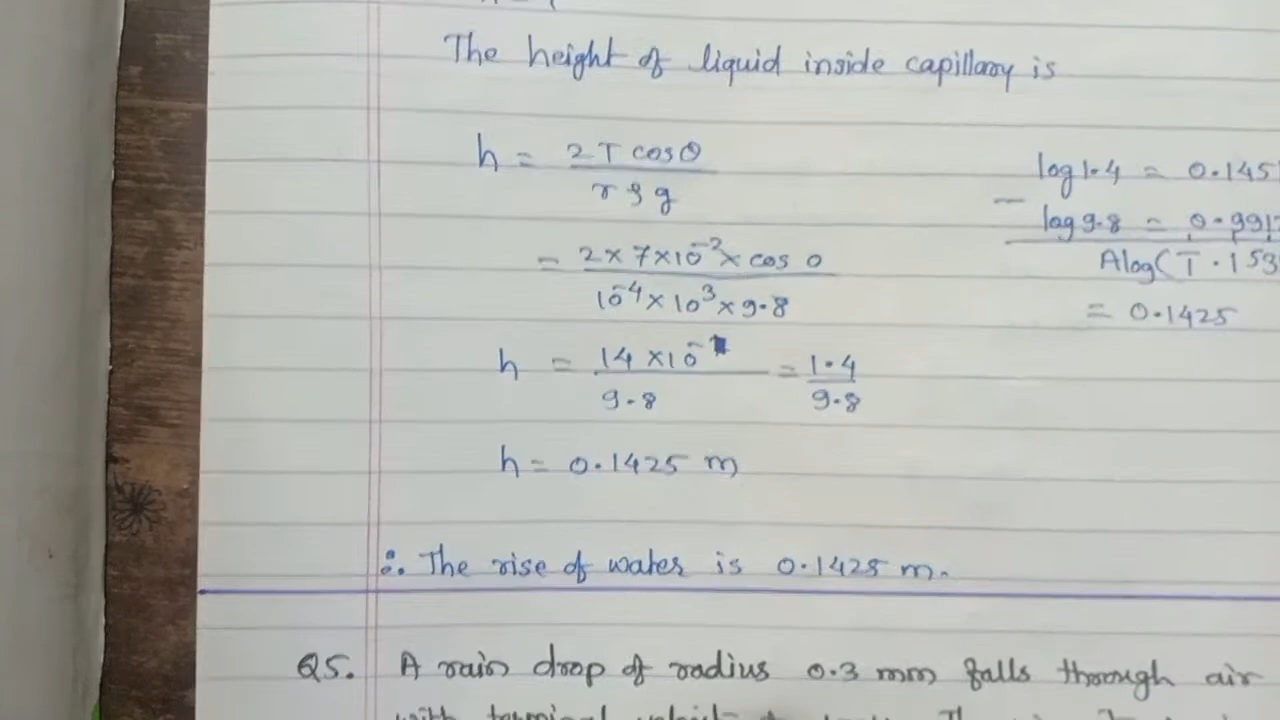 The height of liquid inside capillary is
h = 2T cosθ / rρg
log 1.4 = 0.145
− log 9.8 = 0.991
= 2×7×10⁻²× cos 0 / 10⁻⁴×10³×9.8
Alog(1̅.153
= 0.1425
h = 14×10⁻¹ / 9.8 = 1.4 / 9.8
h = 0.1425 m
∴ The rise of water is 0.1425 m.
Q5. A rain drop of radius 0.3 mm falls through air
with terminal